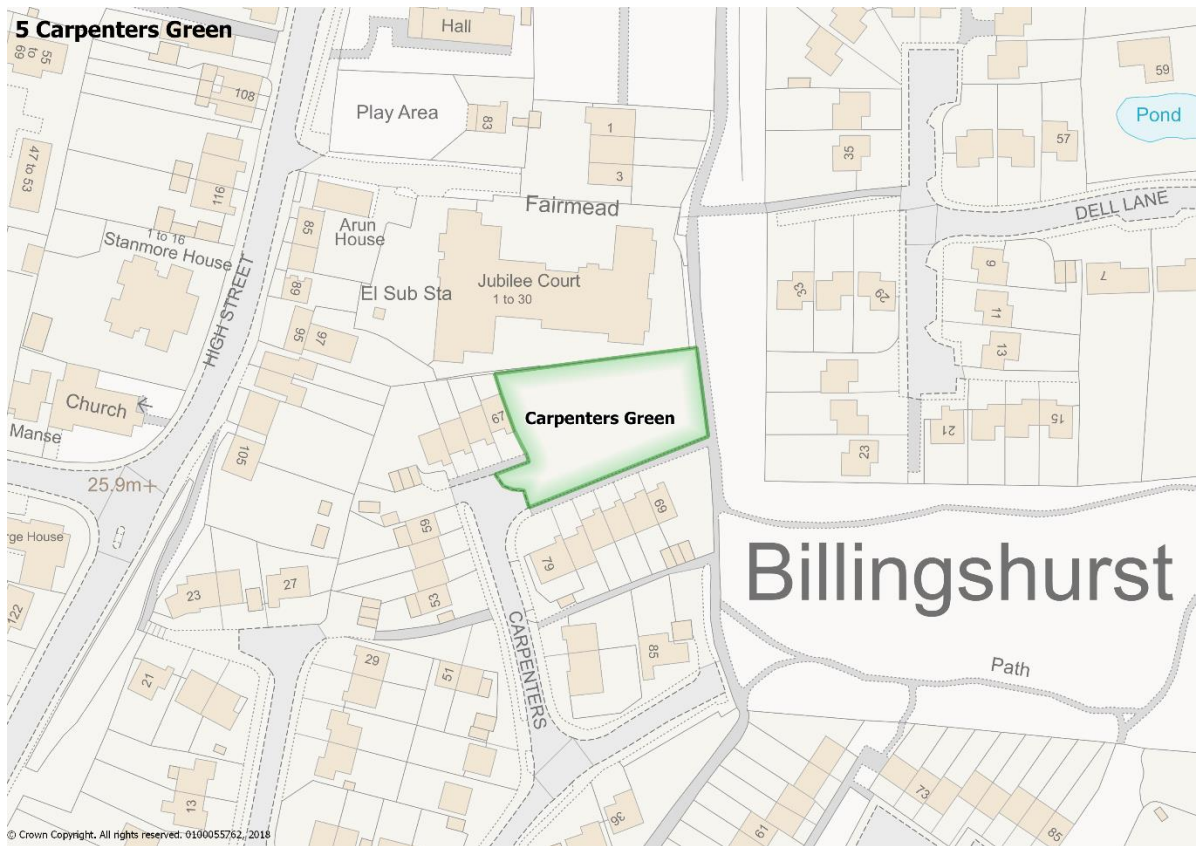 5 Carpenters Green
Hall
55
to
69
108
Play Area
83
1
3
59
Pond
57
35
47 to 53
116
Fairmead
DELL LANE
1 to 16
Stanmore House
85
Arun
House
Jubilee Court
1 to 30
El Sub Sta
89
HIGH STREET
95
97
33
29
9
7
11
13
Church
Manse
67
Carpenters Green
105
21
15
23
25.9m+
rge House
59
69
79
53
122
23
27
Billingshurst
CARPENTERS
85
29
51
21
Path
13
36
61
73
85
© Crown Copyright. All rights reserved. 0100055762, 2018